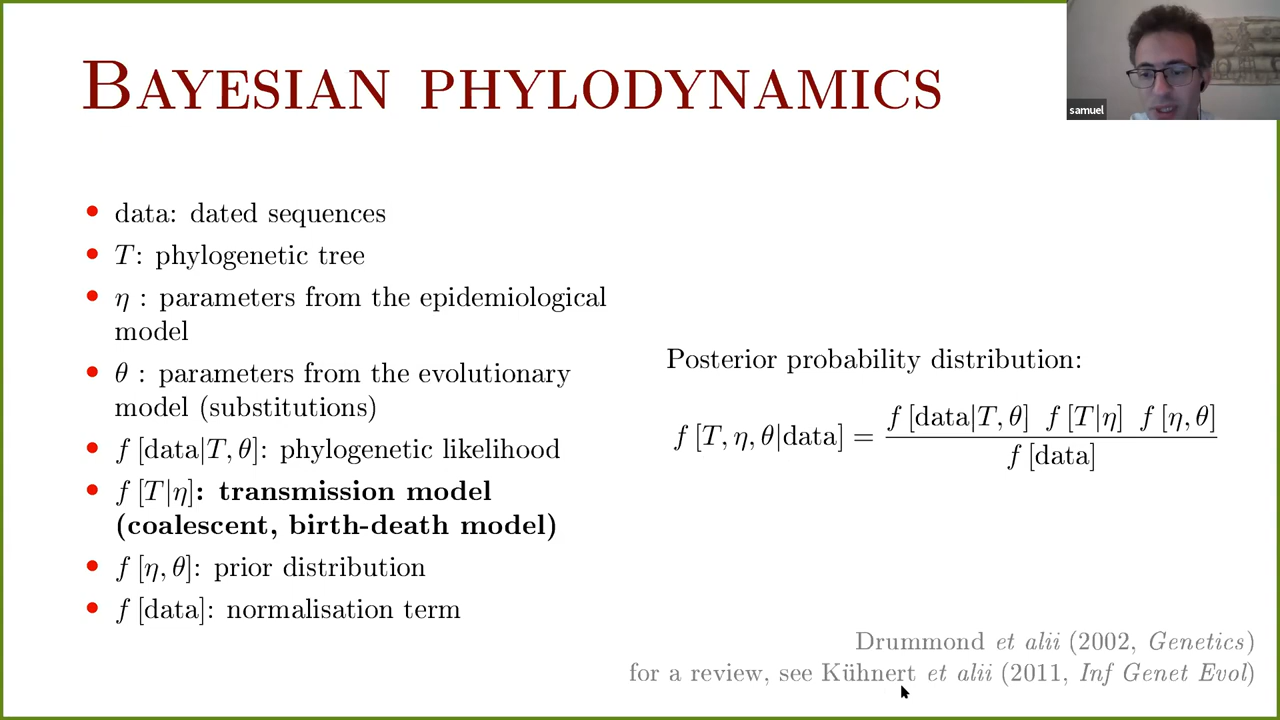 BAYESIAN PHYLODYNAMICS
samuel
• data: dated sequences
• T: phylogenetic tree
• η : parameters from the epidemiological
model
• θ : parameters from the evolutionary
model (substitutions)
• f [data|T, θ]: phylogenetic likelihood
• f [T|η]: transmission model
(coalescent, birth-death model)
• f [η, θ]: prior distribution
• f [data]: normalisation term
Posterior probability distribution:
f [T, η, θ|data] = f [data|T, θ] f [T|η] f [η, θ]
f [data]
Drummond et alii (2002, Genetics)
for a review, see Kühnert et alii (2011, Inf Genet Evol)